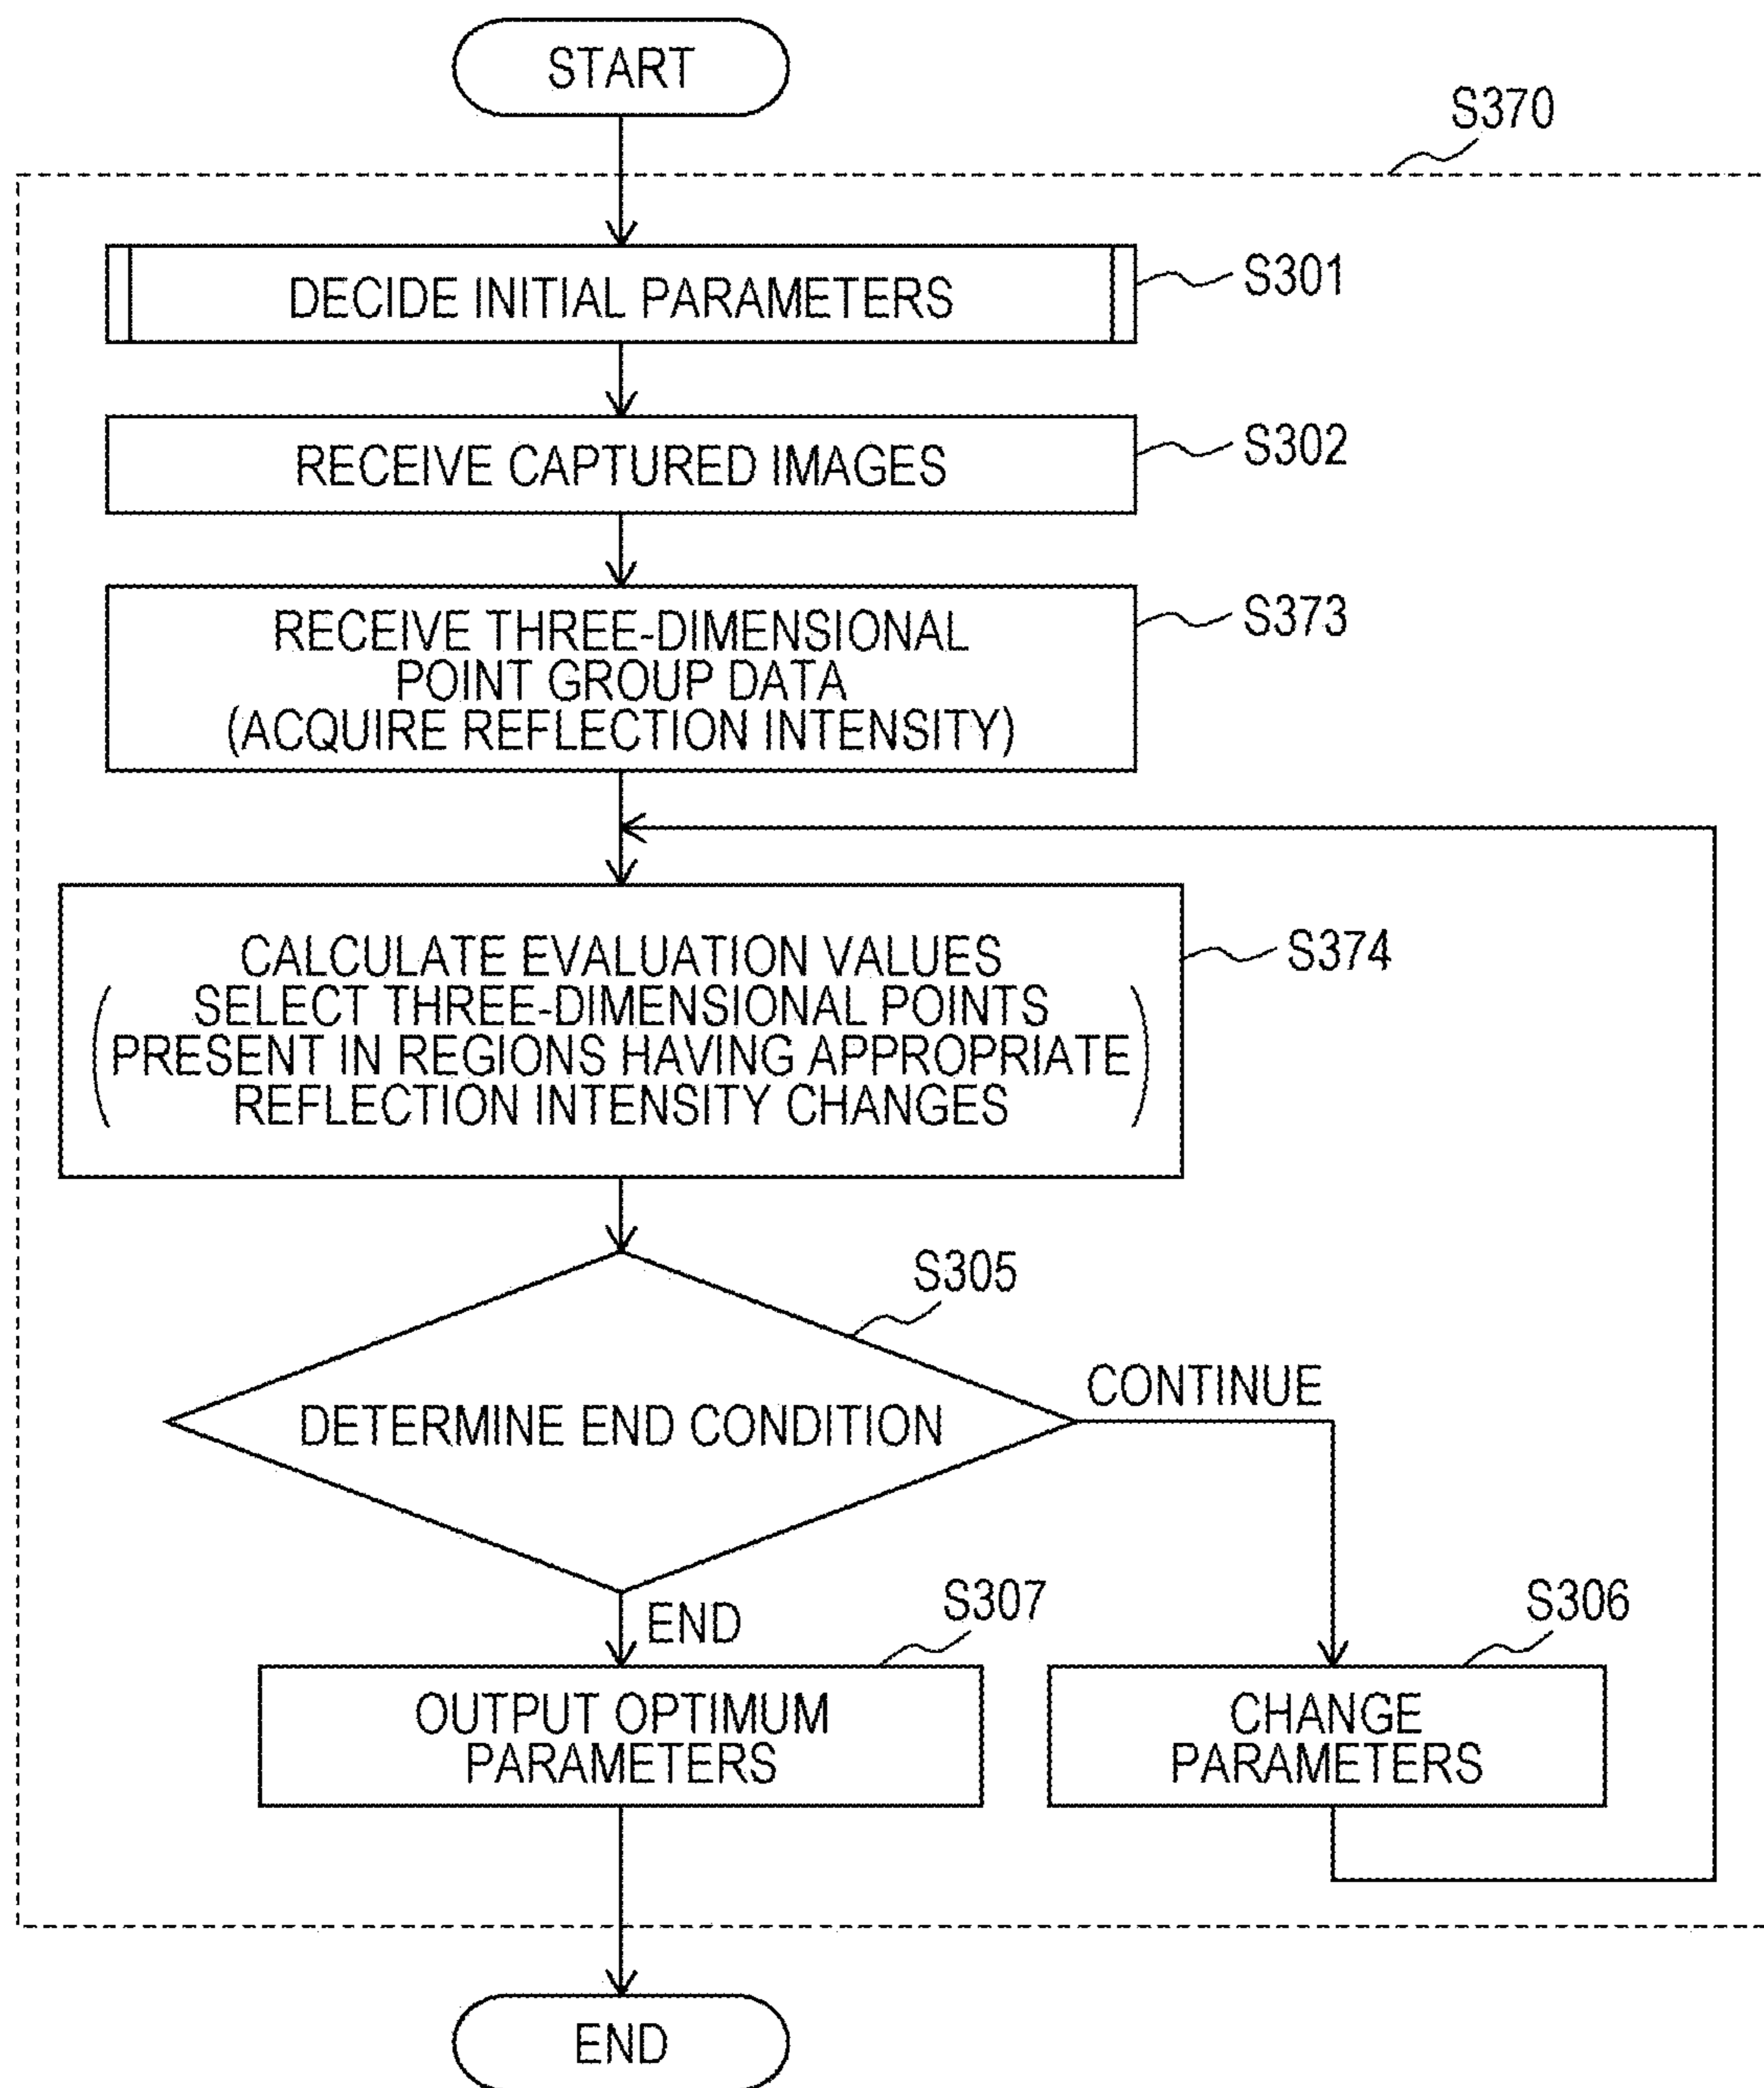 START
S370
DECIDE INITIAL PARAMETERS
S301
RECEIVE CAPTURED IMAGES
S302
RECEIVE THREE-DIMENSIONAL
POINT GROUP DATA
(ACQUIRE REFLECTION INTENSITY)
S373
CALCULATE EVALUATION VALUES
(SELECT THREE-DIMENSIONAL POINTS
PRESENT IN REGIONS HAVING APPROPRIATE
REFLECTION INTENSITY CHANGES)
S374
S305
DETERMINE END CONDITION
CONTINUE
END
S307
OUTPUT OPTIMUM
PARAMETERS
S306
CHANGE
PARAMETERS
END